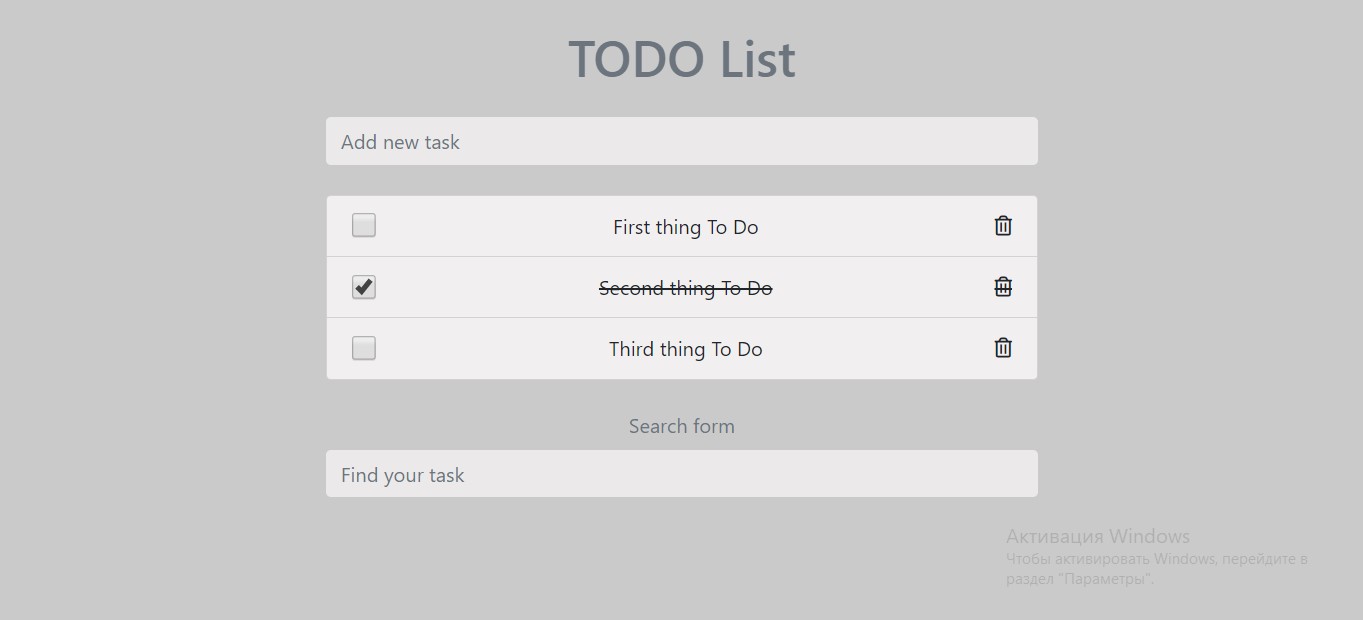 TODO List
Add new task
First thing To Do
Second thing To Do
Third thing To Do
Search form
Find your task
Активация Windows
Чтобы активировать Windows, перейдите в
раздел "Параметры".